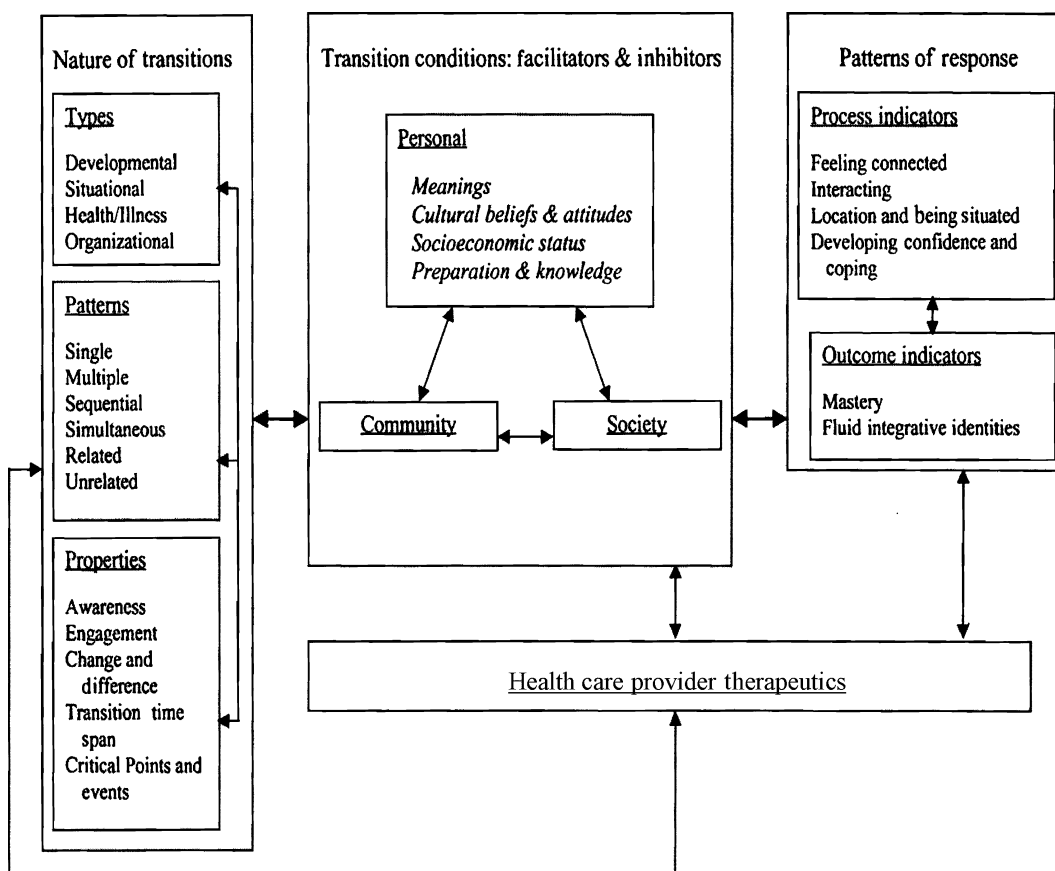 Nature of transitions
Types
Developmental
Situational
Health/Illness
Organizational
Patterns
Single
Multiple
Sequential
Simultaneous
Related
Unrelated
Properties
Awareness
Engagement
Change and
difference
Transition time
span
Critical Points and
events
Transition conditions: facilitators & inhibitors
Personal
Meanings
Cultural beliefs & attitudes
Socioeconomic status
Preparation & knowledge
Community
Society
Patterns of response
Process indicators
Feeling connected
Interacting
Location and being situated
Developing confidence and
coping
Outcome indicators
Mastery
Fluid integrative identities
Health care provider therapeutics